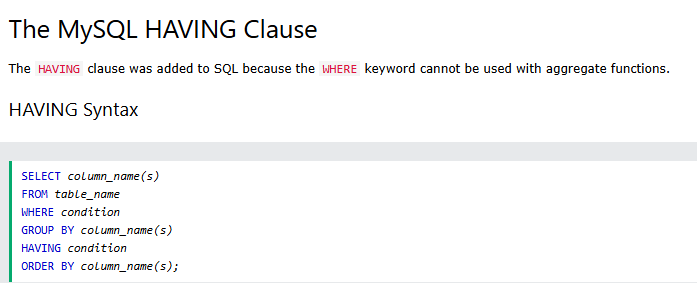 The MySQL HAVING Clause
The HAVING clause was added to SQL because the WHERE keyword cannot be used with aggregate functions.
HAVING Syntax
SELECT column_name(s)
FROM table_name
WHERE condition
GROUP BY column_name(s)
HAVING condition
ORDER BY column_name(s);